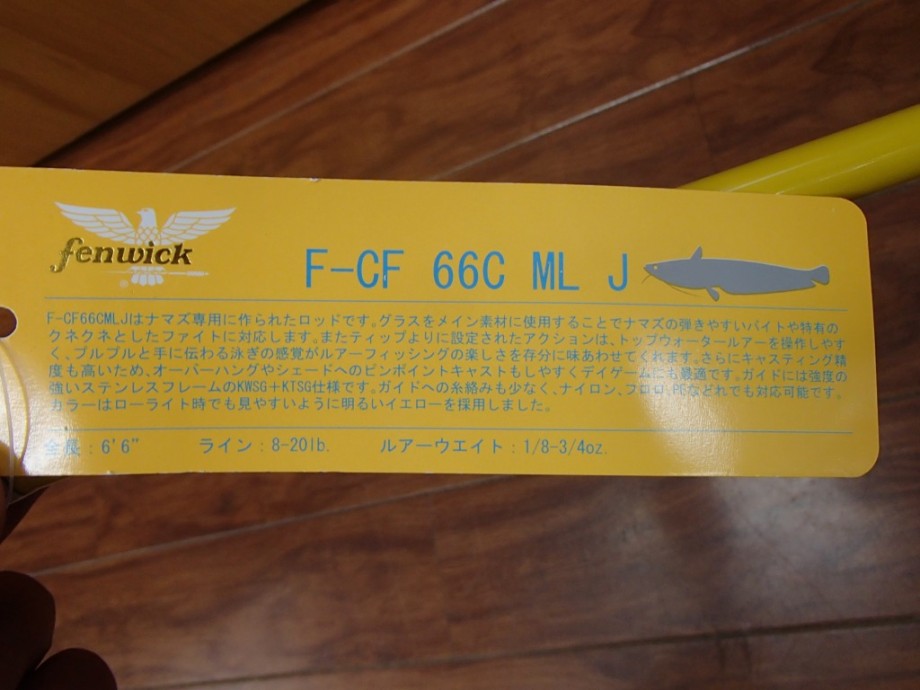 fenwick
®
F-CF 66C ML J
F-CF66CMLJはナマズ専用に作られたロッドです。グラスをメイン素材に使用することでナマズの弾きやすいバイトや特有の
クネクネとしたファイトに対応します。またティップよりに設定されたアクションは、トップウォータールアーを操作しやす
く、ブルブルと手に伝わる泳ぎの感覚がルアーフィッシングの楽しさを存分に味あわせてくれます。さらにキャスティング精
度も高いため、オーバーハングやシェードへのピンポイントキャストもしやすくデイゲームにも最適です。ガイドには強度の
強いステンレスフレームのKWSG+KTSG仕様です。ガイドへの糸絡みも少なく、ナイロン、フロロ、PEなどれでも対応可能です。
カラーはローライト時でも見やすいように明るいイエローを採用しました。
全長:6'6" ライン:8-20lb. ルアーウエイト:1/8-3/4oz.